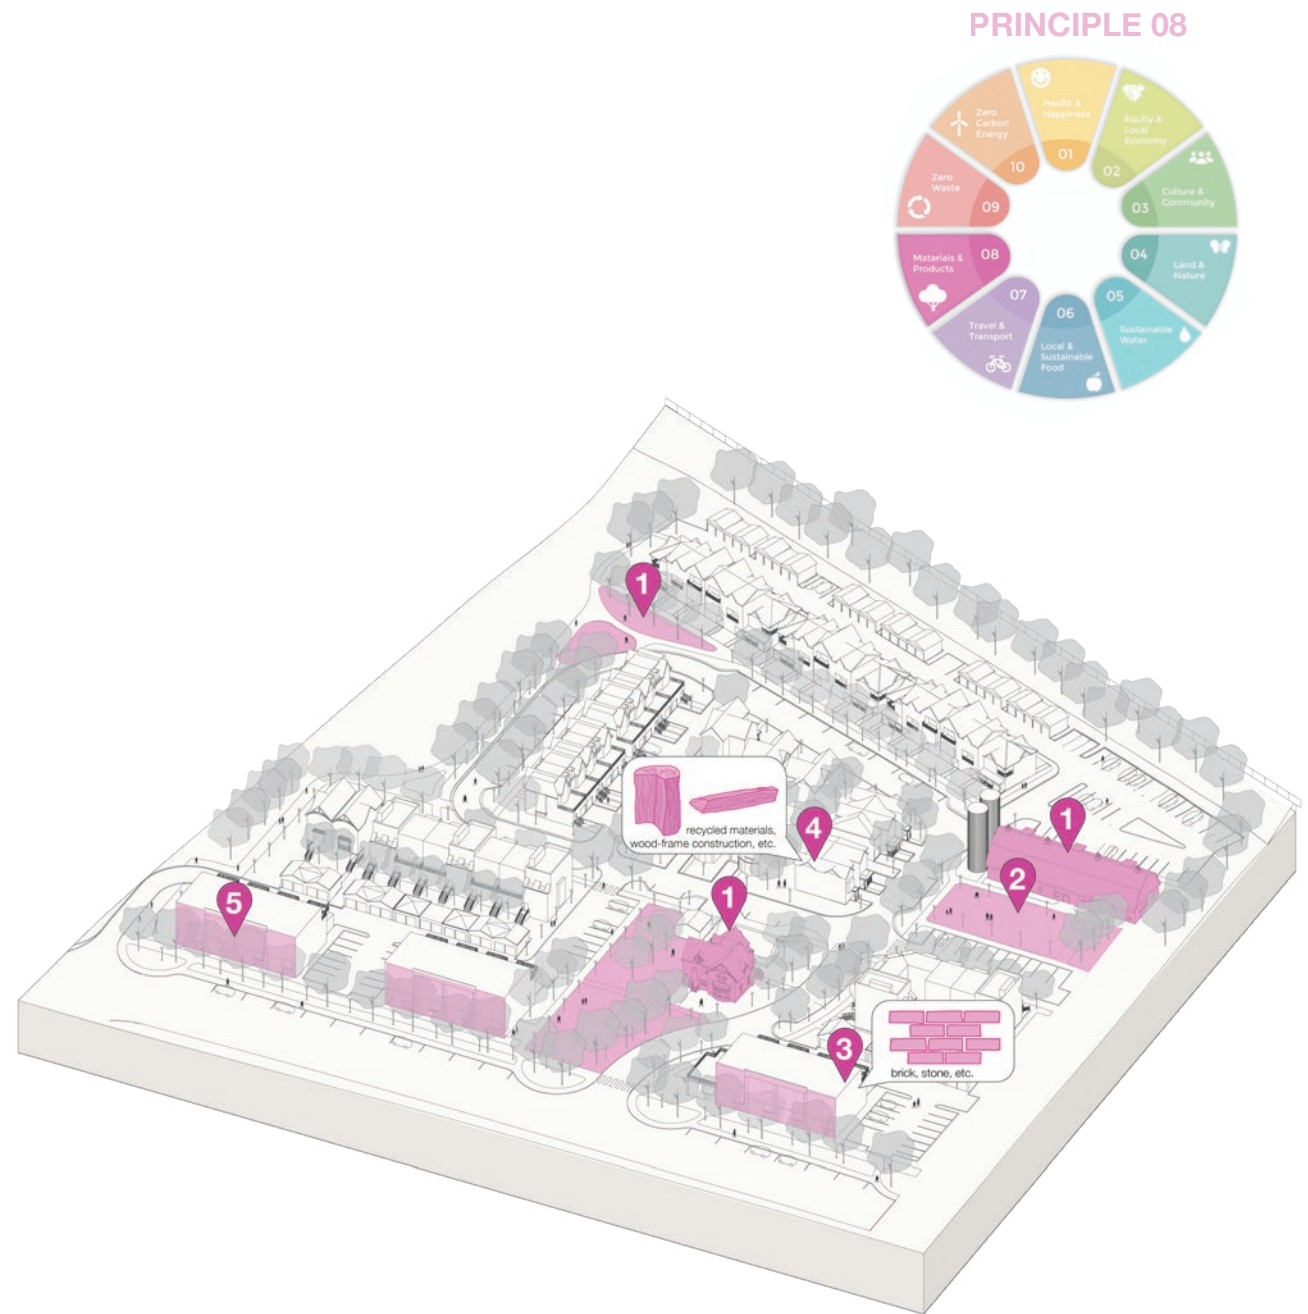 PRINCIPLE 08
Health &
Happiness
01
Equity &
Local
Economy
02
Culture &
Community
03
Land &
Nature
04
Sustainable
Water
05
Local &
Sustainable
Food
06
Travel &
Transport
07
Materials &
Products
08
Zero
Waste
09
Zero
Carbon
Energy
10
1
recycled materials,
wood-frame construction, etc.
4
1
2
1
5
3
brick, stone, etc.